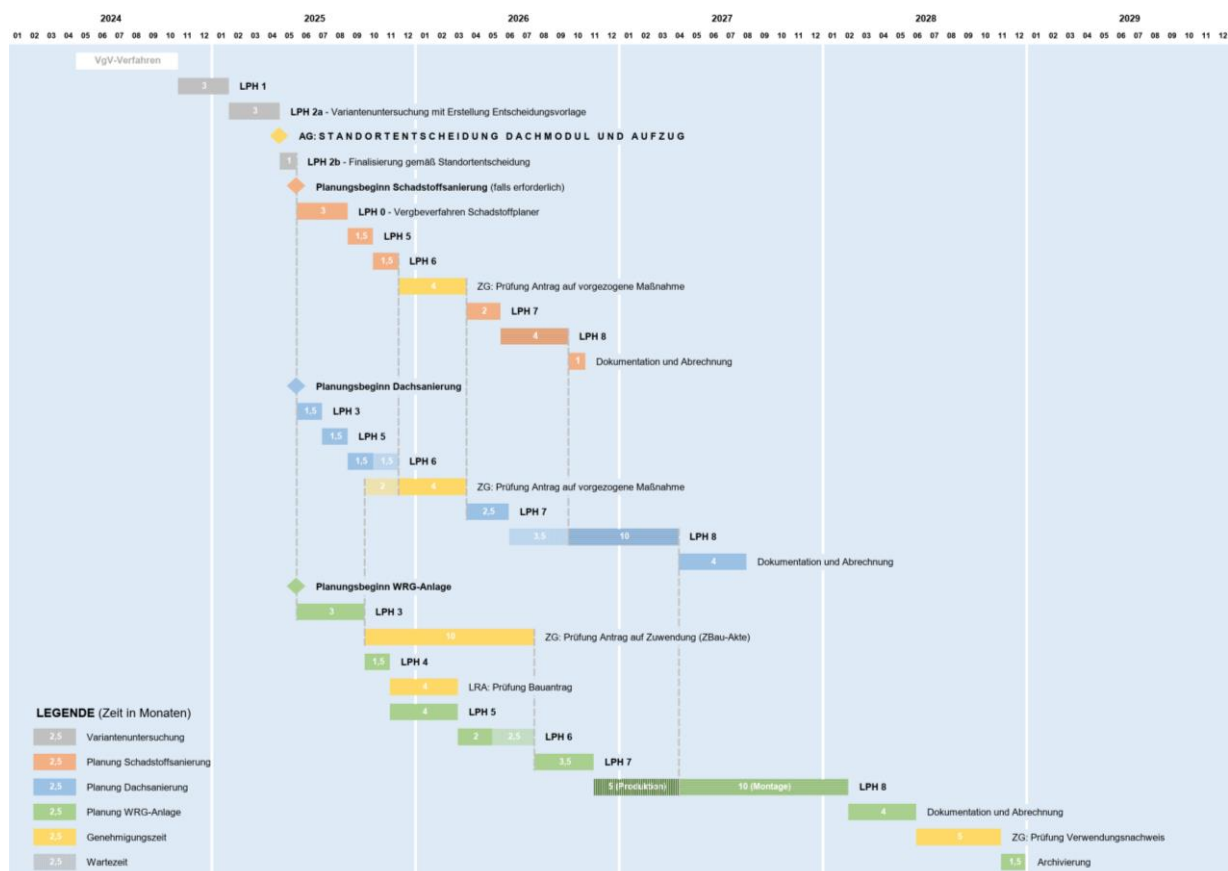 2024 2025 2026 2027 2028 2029
01 02 03 04 05 06 07 08 09 10 11 12 01 02 03 04 05 06 07 08 09 10 11 12 01 02 03 04 05 06 07 08 09 10 11 12 01 02 03 04 05 06 07 08 09 10 11 12 01 02 03 04 05 06 07 08 09 10 11 12 01 02 03 04 05 06 07 08 09 10 11 12
VgV-Verfahren
3 LPH 1
3 LPH 2a - Variantenuntersuchung mit Erstellung Entscheidungsvorlage
AG: STANDORTENTSCHEIDUNG DACHMODUL UND AUFZUG
1 LPH 2b - Finalisierung gemäß Standortentscheidung
Planungsbeginn Schadstoffsanierung (falls erforderlich)
3 LPH 0 - Vergbeverfahren Schadstoffplaner
1,5 LPH 5
1,5 LPH 6
4 ZG: Prüfung Antrag auf vorgezogene Maßnahme
2 LPH 7
4 LPH 8
1 Dokumentation und Abrechnung
Planungsbeginn Dachsanierung
1,5 LPH 3
1,5 LPH 5
1,5 1,5 LPH 6
2 4 ZG: Prüfung Antrag auf vorgezogene Maßnahme
2,5 LPH 7
3,5 10 LPH 8
4 Dokumentation und Abrechnung
Planungsbeginn WRG-Anlage
3 LPH 3
10 ZG: Prüfung Antrag auf Zuwendung (ZBau-Akte)
1,5 LPH 4
4 LRA: Prüfung Bauantrag
4 LPH 5
2 2,5 LPH 6
3,5 LPH 7
5 (Produktion) 10 (Montage) LPH 8
4 Dokumentation und Abrechnung
5 ZG: Prüfung Verwendungsnachweis
1,5 Archivierung
LEGENDE (Zeit in Monaten)
2,5 Variantenuntersuchung
2,5 Planung Schadstoffsanierung
2,5 Planung Dachsanierung
2,5 Planung WRG-Anlage
2,5 Genehmigungszeit
2,5 Wartezeit